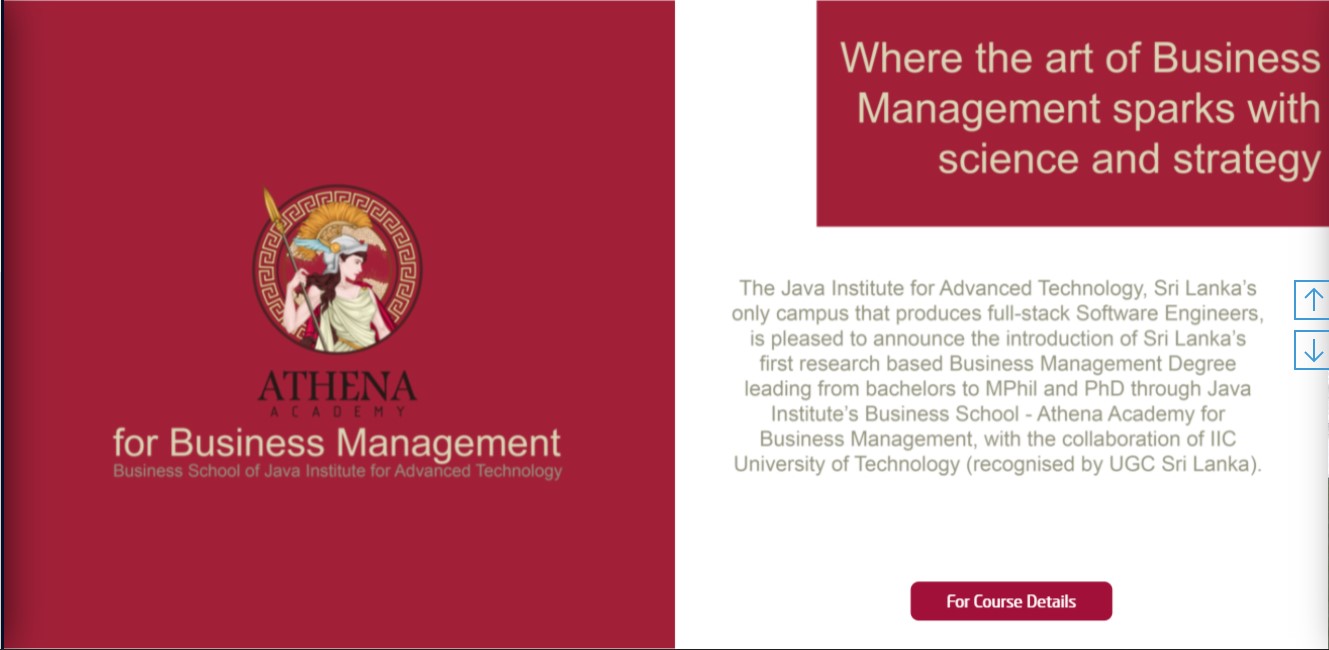 ATHENA
ACADEMY
for Business Management
Business School of Java Institute for Advanced Technology
Where the art of Business
Management sparks with
science and strategy
The Java Institute for Advanced Technology, Sri Lanka's
only campus that produces full-stack Software Engineers,
is pleased to announce the introduction of Sri Lanka's
first research based Business Management Degree
leading from bachelors to MPhil and PhD through Java
Institute's Business School - Athena Academy for
Business Management, with the collaboration of IIC
University of Technology (recognised by UGC Sri Lanka).
For Course Details